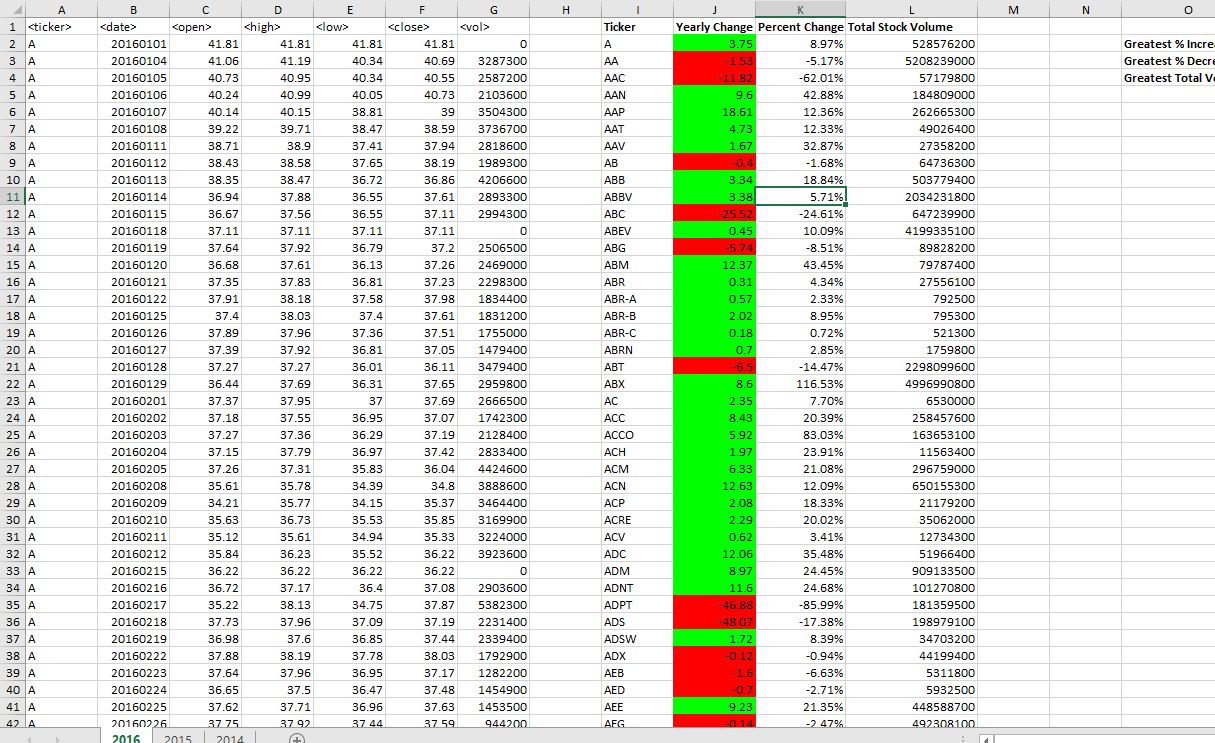 A B C D E F G H I J K L M N O
1 <ticker> <date> <open> <high> <low> <close> <vol> Ticker Yearly Change Percent Change Total Stock Volume
2 A 20160101 41.81 41.81 41.81 41.81 0 A 3.75 8.97% 528576200 Greatest % Increa
3 A 20160104 41.06 41.19 40.34 40.69 3287300 AA -1.53 -5.17% 5208239000 Greatest % Decre
4 A 20160105 40.73 40.95 40.34 40.55 2587200 AAC -11.82 -62.01% 57179800 Greatest Total Vo
5 A 20160106 40.24 40.99 40.05 40.73 2103600 AAN 9.6 42.88% 184809000
6 A 20160107 40.14 40.15 38.81 39 3504300 AAP 18.61 12.36% 262665300
7 A 20160108 39.22 39.71 38.47 38.59 3736700 AAT 4.73 12.33% 49026400
8 A 20160111 38.71 38.9 37.41 37.94 2818600 AAV 1.67 32.87% 27358200
9 A 20160112 38.43 38.58 37.65 38.19 1989300 AB -0.4 -1.68% 64736300
10 A 20160113 38.35 38.47 36.72 36.86 4206600 ABB 3.34 18.84% 503779400
11 A 20160114 36.94 37.88 36.55 37.61 2893300 ABBV 3.38 5.71% 2034231800
12 A 20160115 36.67 37.56 36.55 37.11 2994300 ABC -25.52 -24.61% 647239900
13 A 20160118 37.11 37.11 37.11 37.11 0 ABEV 0.45 10.09% 4199335100
14 A 20160119 37.64 37.92 36.79 37.2 2506500 ABG -5.74 -8.51% 89828200
15 A 20160120 36.68 37.61 36.13 37.26 2469000 ABM 12.37 43.45% 79787400
16 A 20160121 37.35 37.83 36.81 37.23 2298300 ABR 0.31 4.34% 27556100
17 A 20160122 37.91 38.18 37.58 37.98 1834400 ABR-A 0.57 2.33% 792500
18 A 20160125 37.4 38.03 37.4 37.61 1831200 ABR-B 2.02 8.95% 795300
19 A 20160126 37.89 37.96 37.36 37.51 1755000 ABR-C 0.18 0.72% 521300
20 A 20160127 37.39 37.92 36.81 37.05 1479400 ABRN 0.7 2.85% 1759800
21 A 20160128 37.27 37.27 36.01 36.11 3479400 ABT -6.5 -14.47% 2298099600
22 A 20160129 36.44 37.69 36.31 37.65 2959800 ABX 8.6 116.53% 4996990800
23 A 20160201 37.37 37.95 37 37.69 2666500 AC 2.35 7.70% 6530000
24 A 20160202 37.18 37.55 36.95 37.07 1742300 ACC 8.43 20.39% 258457600
25 A 20160203 37.27 37.36 36.29 37.19 2128400 ACCO 5.92 83.03% 163653100
26 A 20160204 37.15 37.79 36.97 37.42 2833400 ACH 1.97 23.91% 11563400
27 A 20160205 37.26 37.31 35.83 36.04 4424600 ACM 6.33 21.08% 296759000
28 A 20160208 35.61 35.78 34.39 34.8 3888600 ACN 12.63 12.09% 650155300
29 A 20160209 34.21 35.77 34.15 35.37 3464400 ACP 2.08 18.33% 21179200
30 A 20160210 35.63 36.73 35.53 35.85 3169900 ACRE 2.29 20.02% 35062000
31 A 20160211 35.12 35.61 34.94 35.33 3224000 ACV 0.62 3.41% 12734300
32 A 20160212 35.84 36.23 35.52 36.22 3923600 ADC 12.06 35.48% 51966400
33 A 20160215 36.22 36.22 36.22 36.22 0 ADM 8.97 24.45% 909133500
34 A 20160216 36.72 37.17 36.4 37.08 2903600 ADNT 11.6 24.68% 101270800
35 A 20160217 35.22 38.13 34.75 37.87 5382300 ADPT -46.88 -85.99% 181359500
36 A 20160218 37.73 37.96 37.09 37.19 2231400 ADS -48.07 -17.38% 198979100
37 A 20160219 36.98 37.6 36.85 37.44 2339400 ADSW 1.72 8.39% 34703200
38 A 20160222 37.88 38.19 37.78 38.03 1792900 ADX -0.12 -0.94% 44199400
39 A 20160223 37.64 37.96 36.95 37.17 1282200 AEB -1.6 -6.63% 5311800
40 A 20160224 36.65 37.5 36.47 37.48 1454900 AED -0.7 -2.71% 5932500
41 A 20160225 37.62 37.71 36.96 37.63 1453500 AEE 9.23 21.35% 448588700
42 A 20160226 37.75 37.92 37.44 37.59 944200 AEG -0.14 -2.47% 492308100
2016 2015 2014